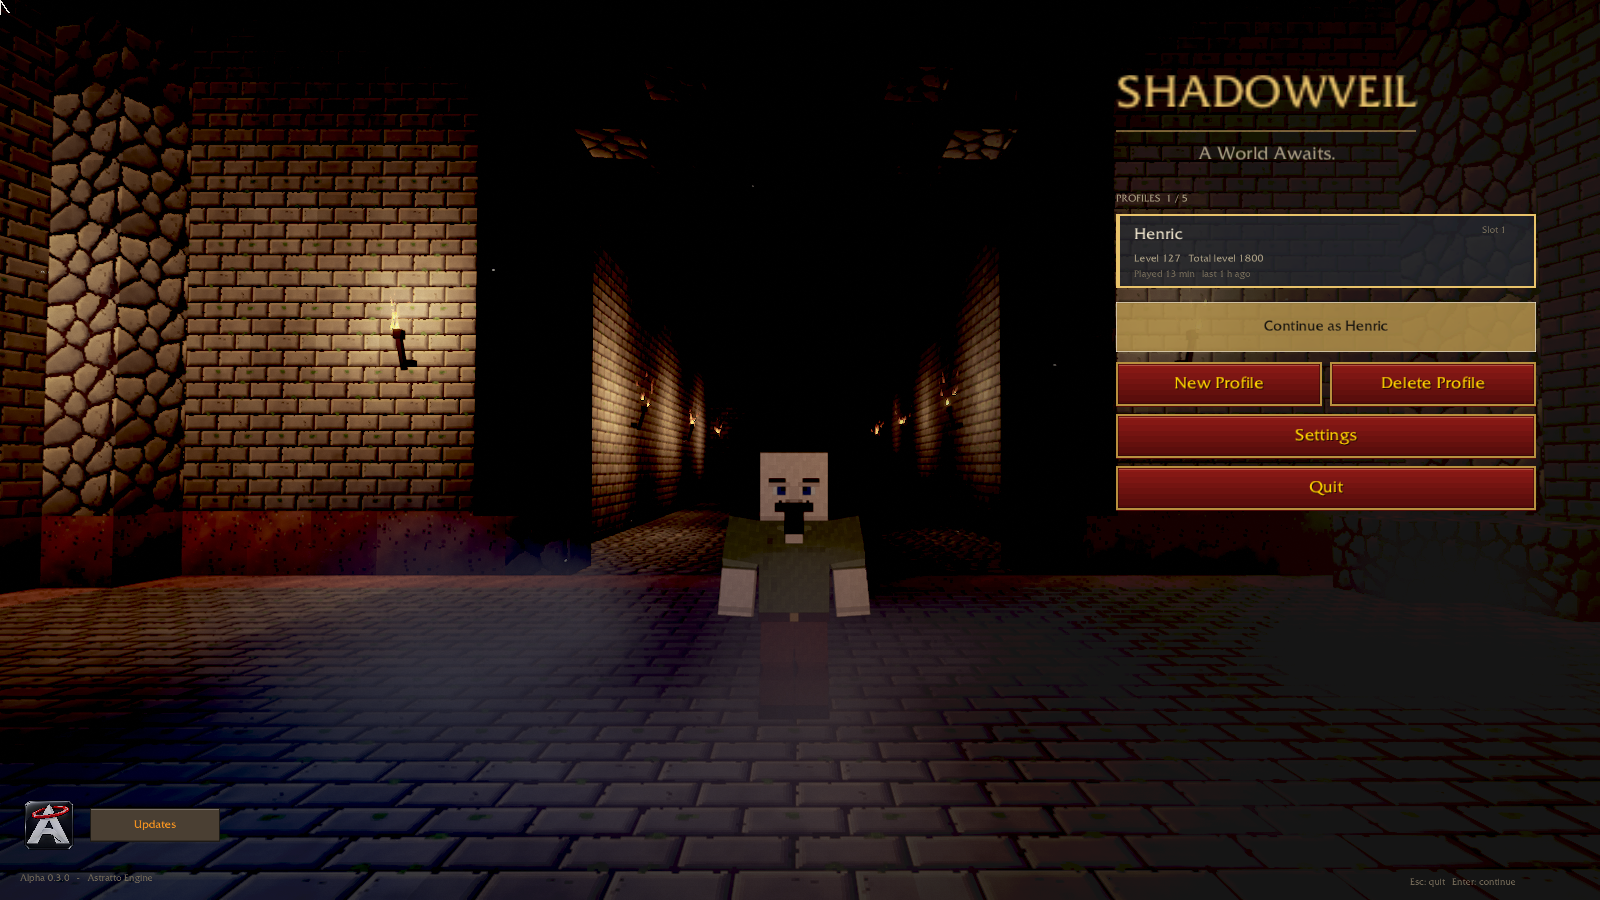 SHADOWVEIL
A World Awaits.
PROFILES 1 / 5
Henric
Slot 1
Level 127 Total level 1800
Played 13 min last 1 h ago
Continue as Henric
New Profile
Delete Profile
Settings
Quit
Updates
Alpha 0.3.0 - Astratto Engine
Esc: quit Enter: continue